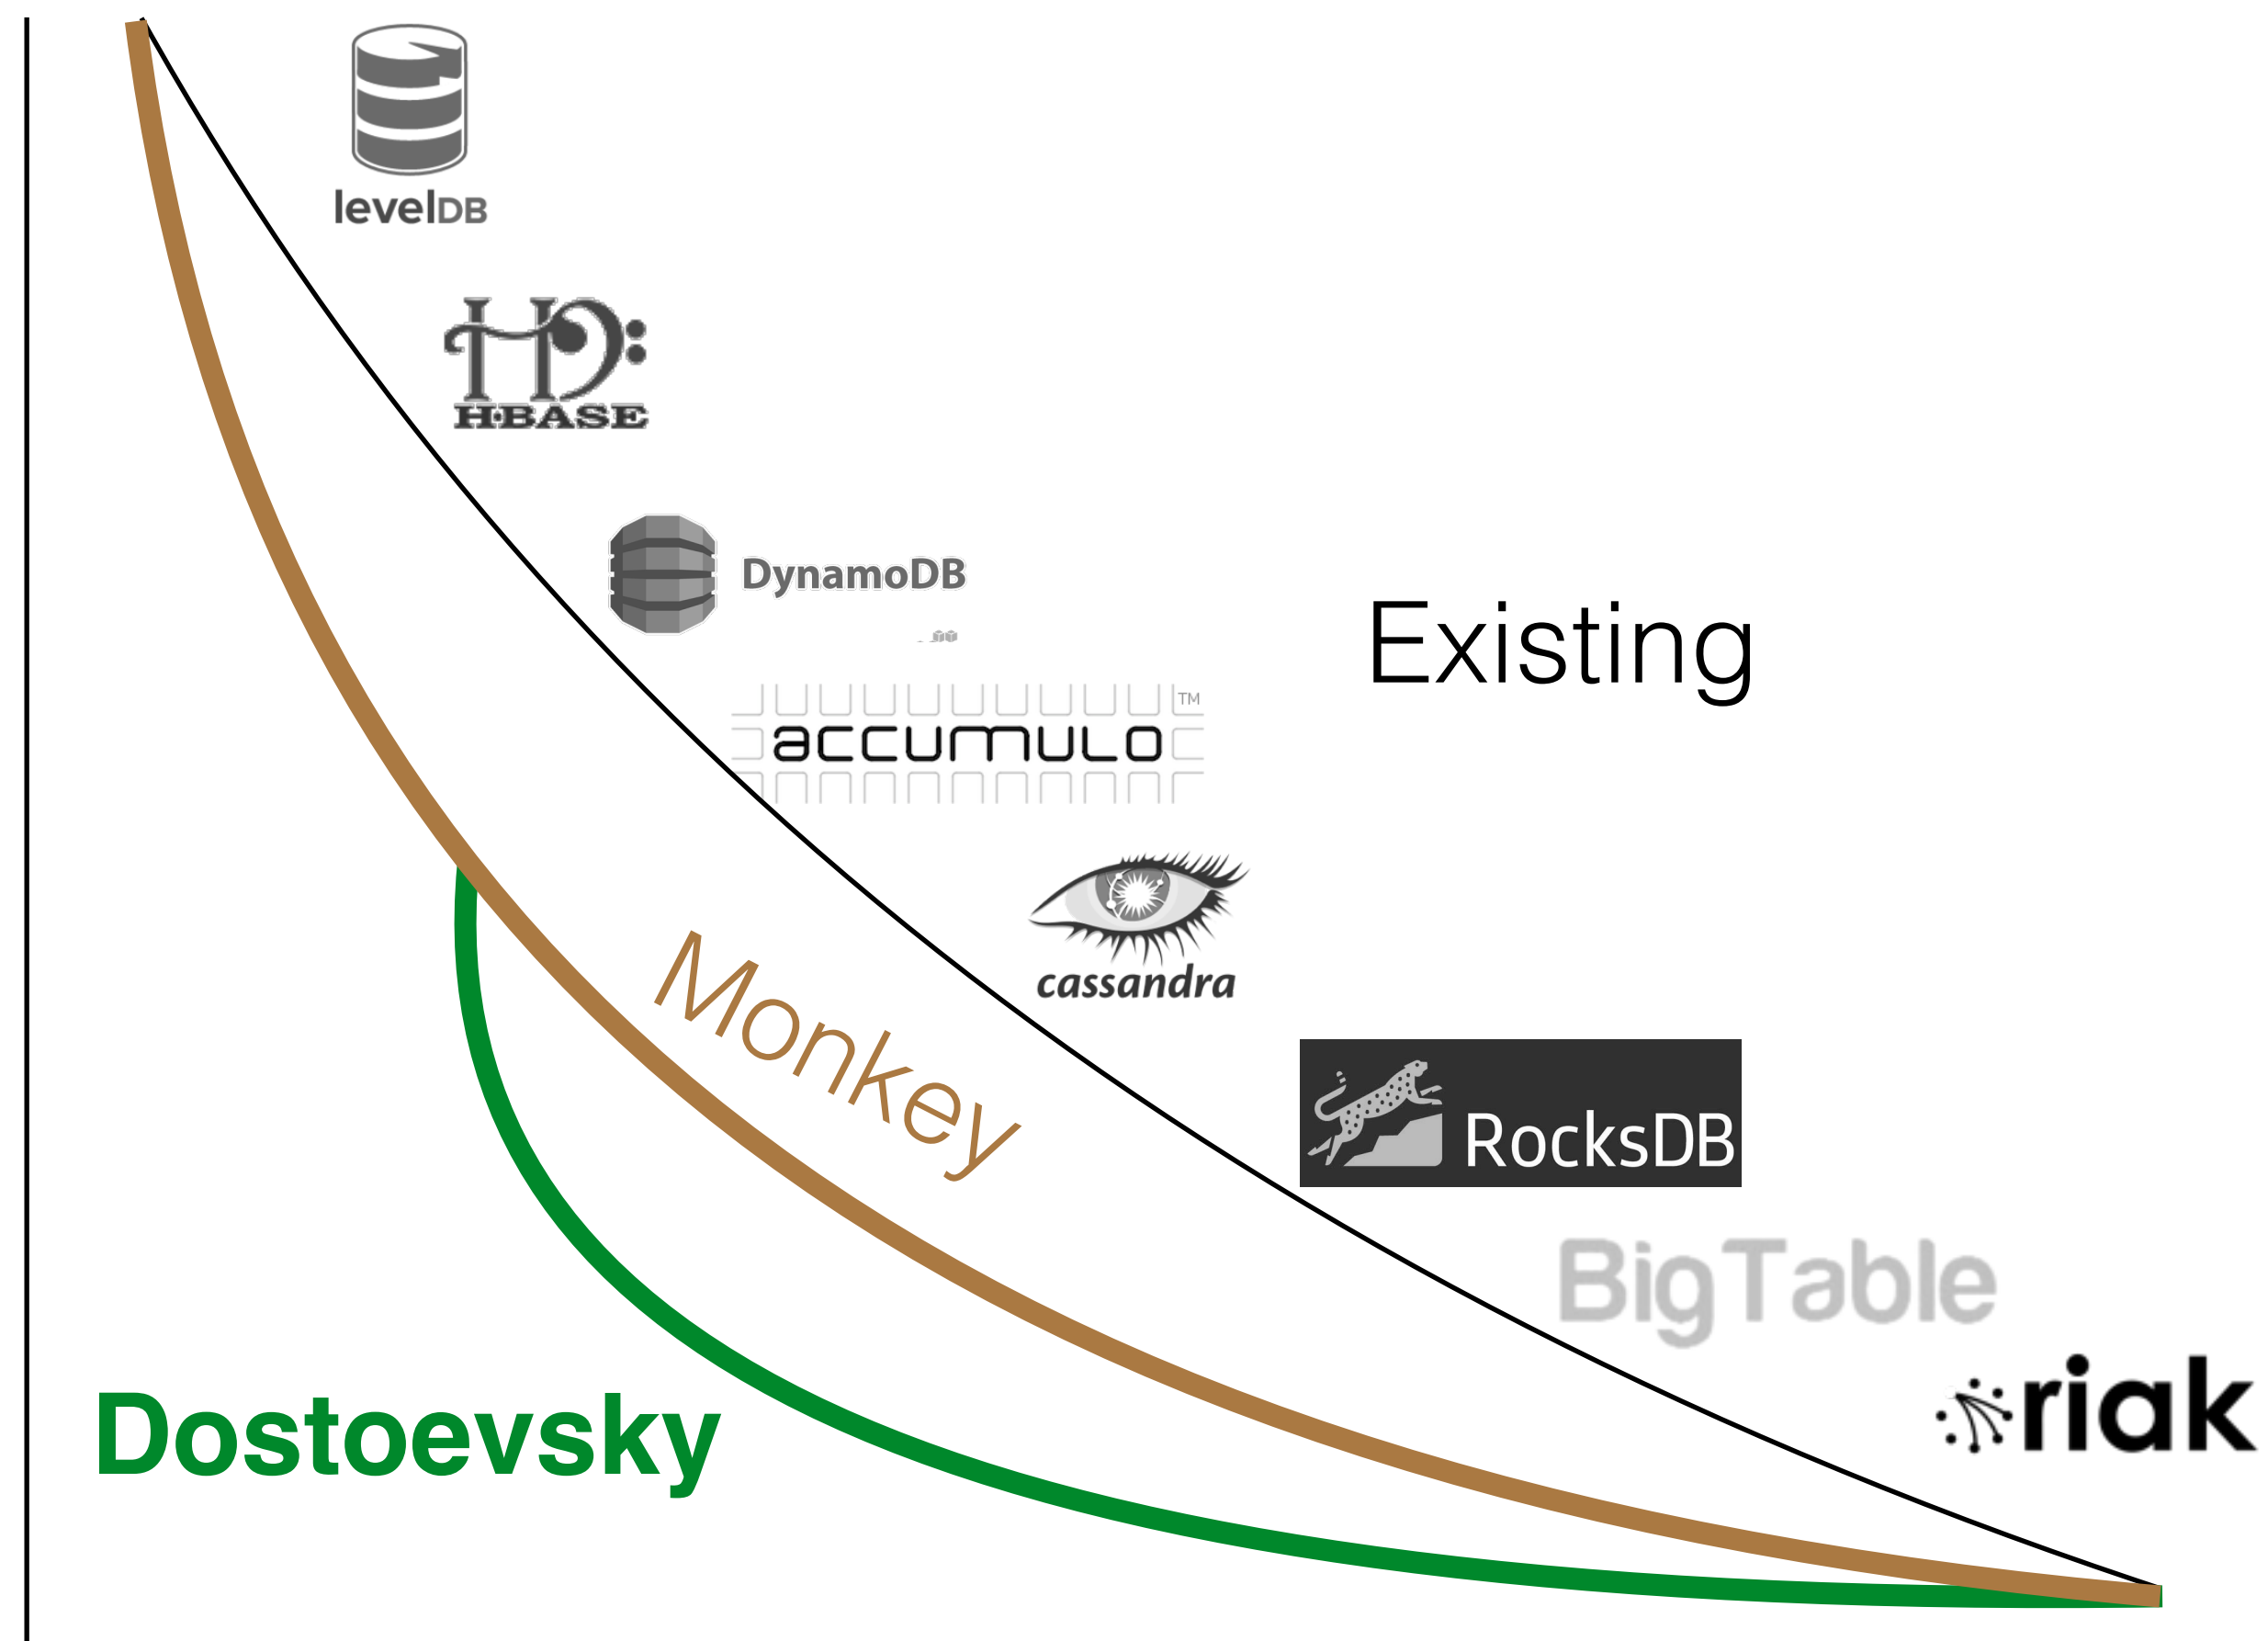 levelDB
HBASE
DynamoDB
Existing
accumulo TM
cassandra
Monkey
RocksDB
BigTable
riak
Dostoevsky